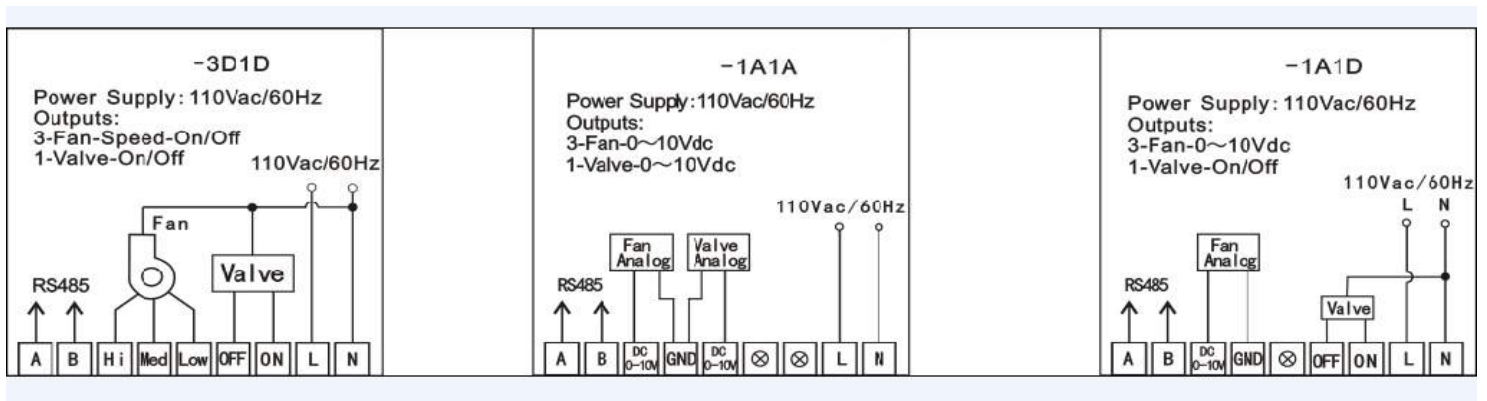 -3D1D
Power Supply: 110Vac/60Hz
Outputs:
3-Fan-Speed-On/Off
1-Valve-On/Off
110Vac/60Hz
Fan
Valve
RS485
A B Hi Med Low OFF ON L N
-1A1A
Power Supply:110Vac/60Hz
Outputs:
3-Fan-0~10Vdc
1-Valve-0~10Vdc
110Vac/60Hz
Fan
Analog
Valve
Analog
RS485
A B DC
0-10V GND DC
0-10V L N
-1A1D
Power Supply: 110Vac/60Hz
Outputs:
3-Fan-0~10Vdc
1-Valve-On/Off
110Vac/60Hz
L N
Fan
Analog
RS485
Valve
A B DC
0-10V GND OFF ON L N